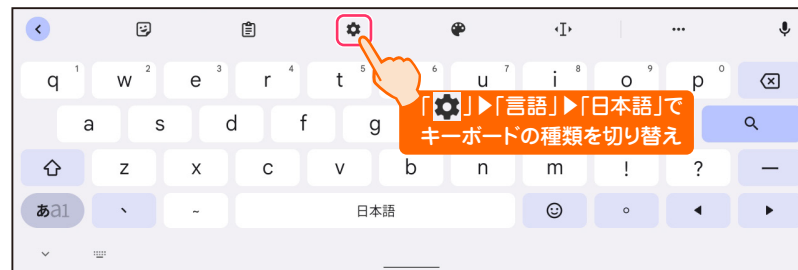 q 1 w 2 e 3 r 4 t 5 6 u 7 i 8 o 9 p 0
a s d f g
「⚙」▶「言語」▶「日本語」で
キーボードの種類を切り替え
z x c v b n m ! ?
あa1 、 ~ 日本語 。